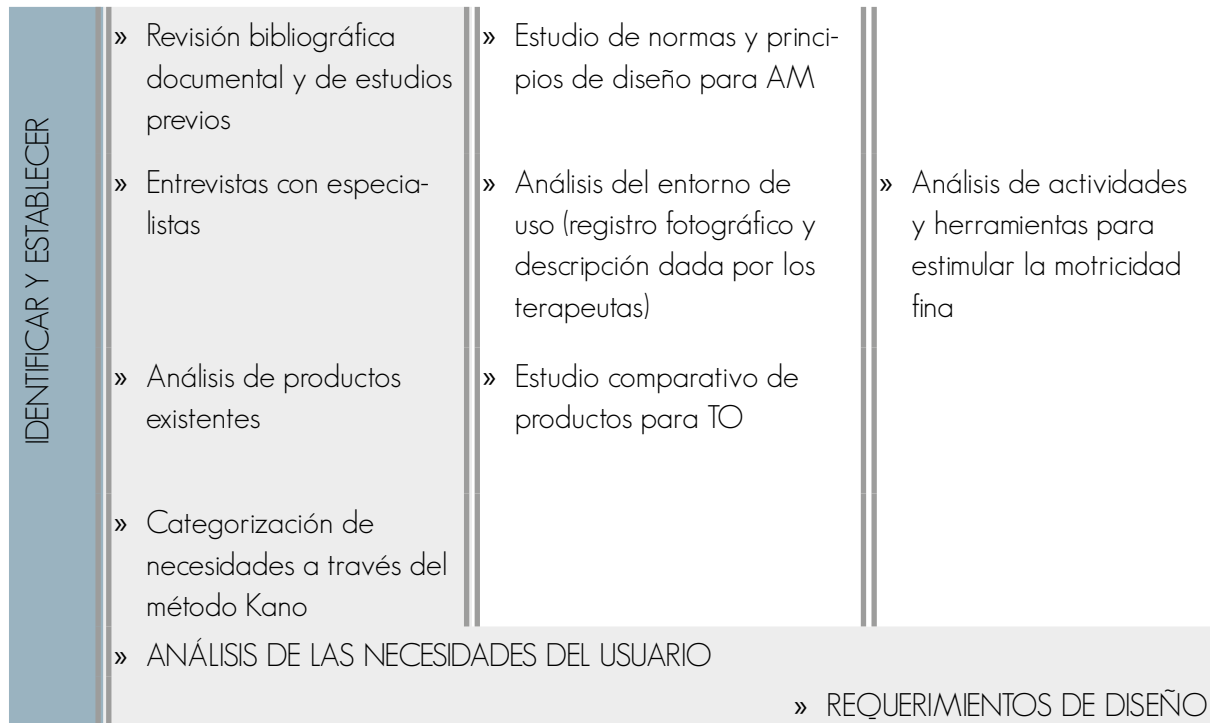 IDENTIFICAR Y ESTABLECER
» Revisión bibliográfica
documental y de estudios
previos
» Estudio de normas y princi-
pios de diseño para AM
» Entrevistas con especia-
listas
» Análisis del entorno de
uso (registro fotográfico y
descripción dada por los
terapeutas)
» Análisis de actividades
y herramientas para
estimular la motricidad
fina
» Análisis de productos
existentes
» Estudio comparativo de
productos para TO
» Categorización de
necesidades a través del
método Kano
» ANÁLISIS DE LAS NECESIDADES DEL USUARIO
» REQUERIMIENTOS DE DISEÑO